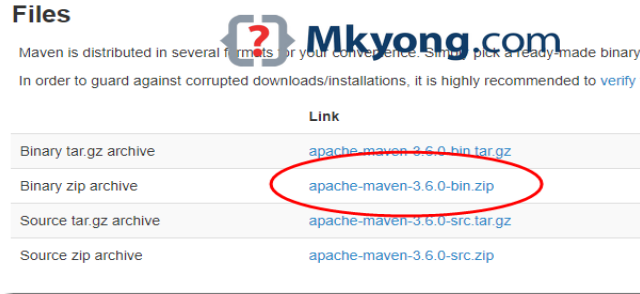 Files
Mkyong.com
Maven is distributed in several formats for your convenience. Simply pick a ready-made binary
In order to guard against corrupted downloads/installations, it is highly recommended to verify
Link
Binary tar.gz archive apache-maven-3.6.0-bin.tar.gz
Binary zip archive apache-maven-3.6.0-bin.zip
Source tar.gz archive apache-maven-3.6.0-src.tar.gz
Source zip archive apache-maven-3.6.0-src.zip